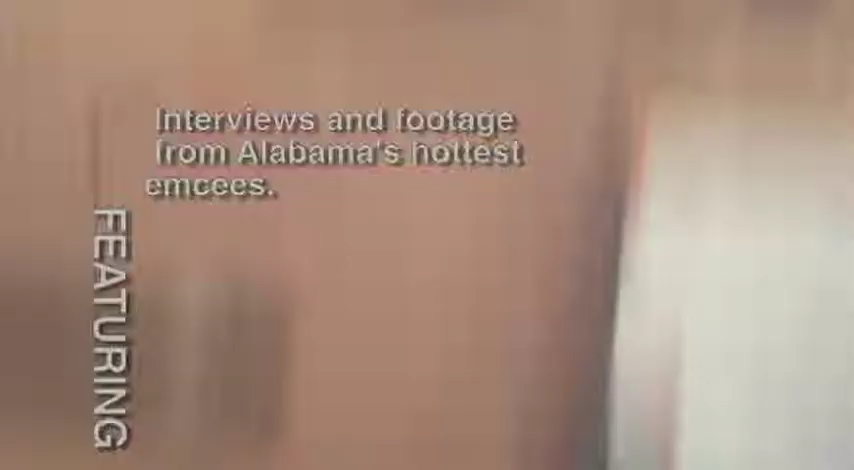 Interviews and footage
from Alabama's hottest
emcees.
FEATURING